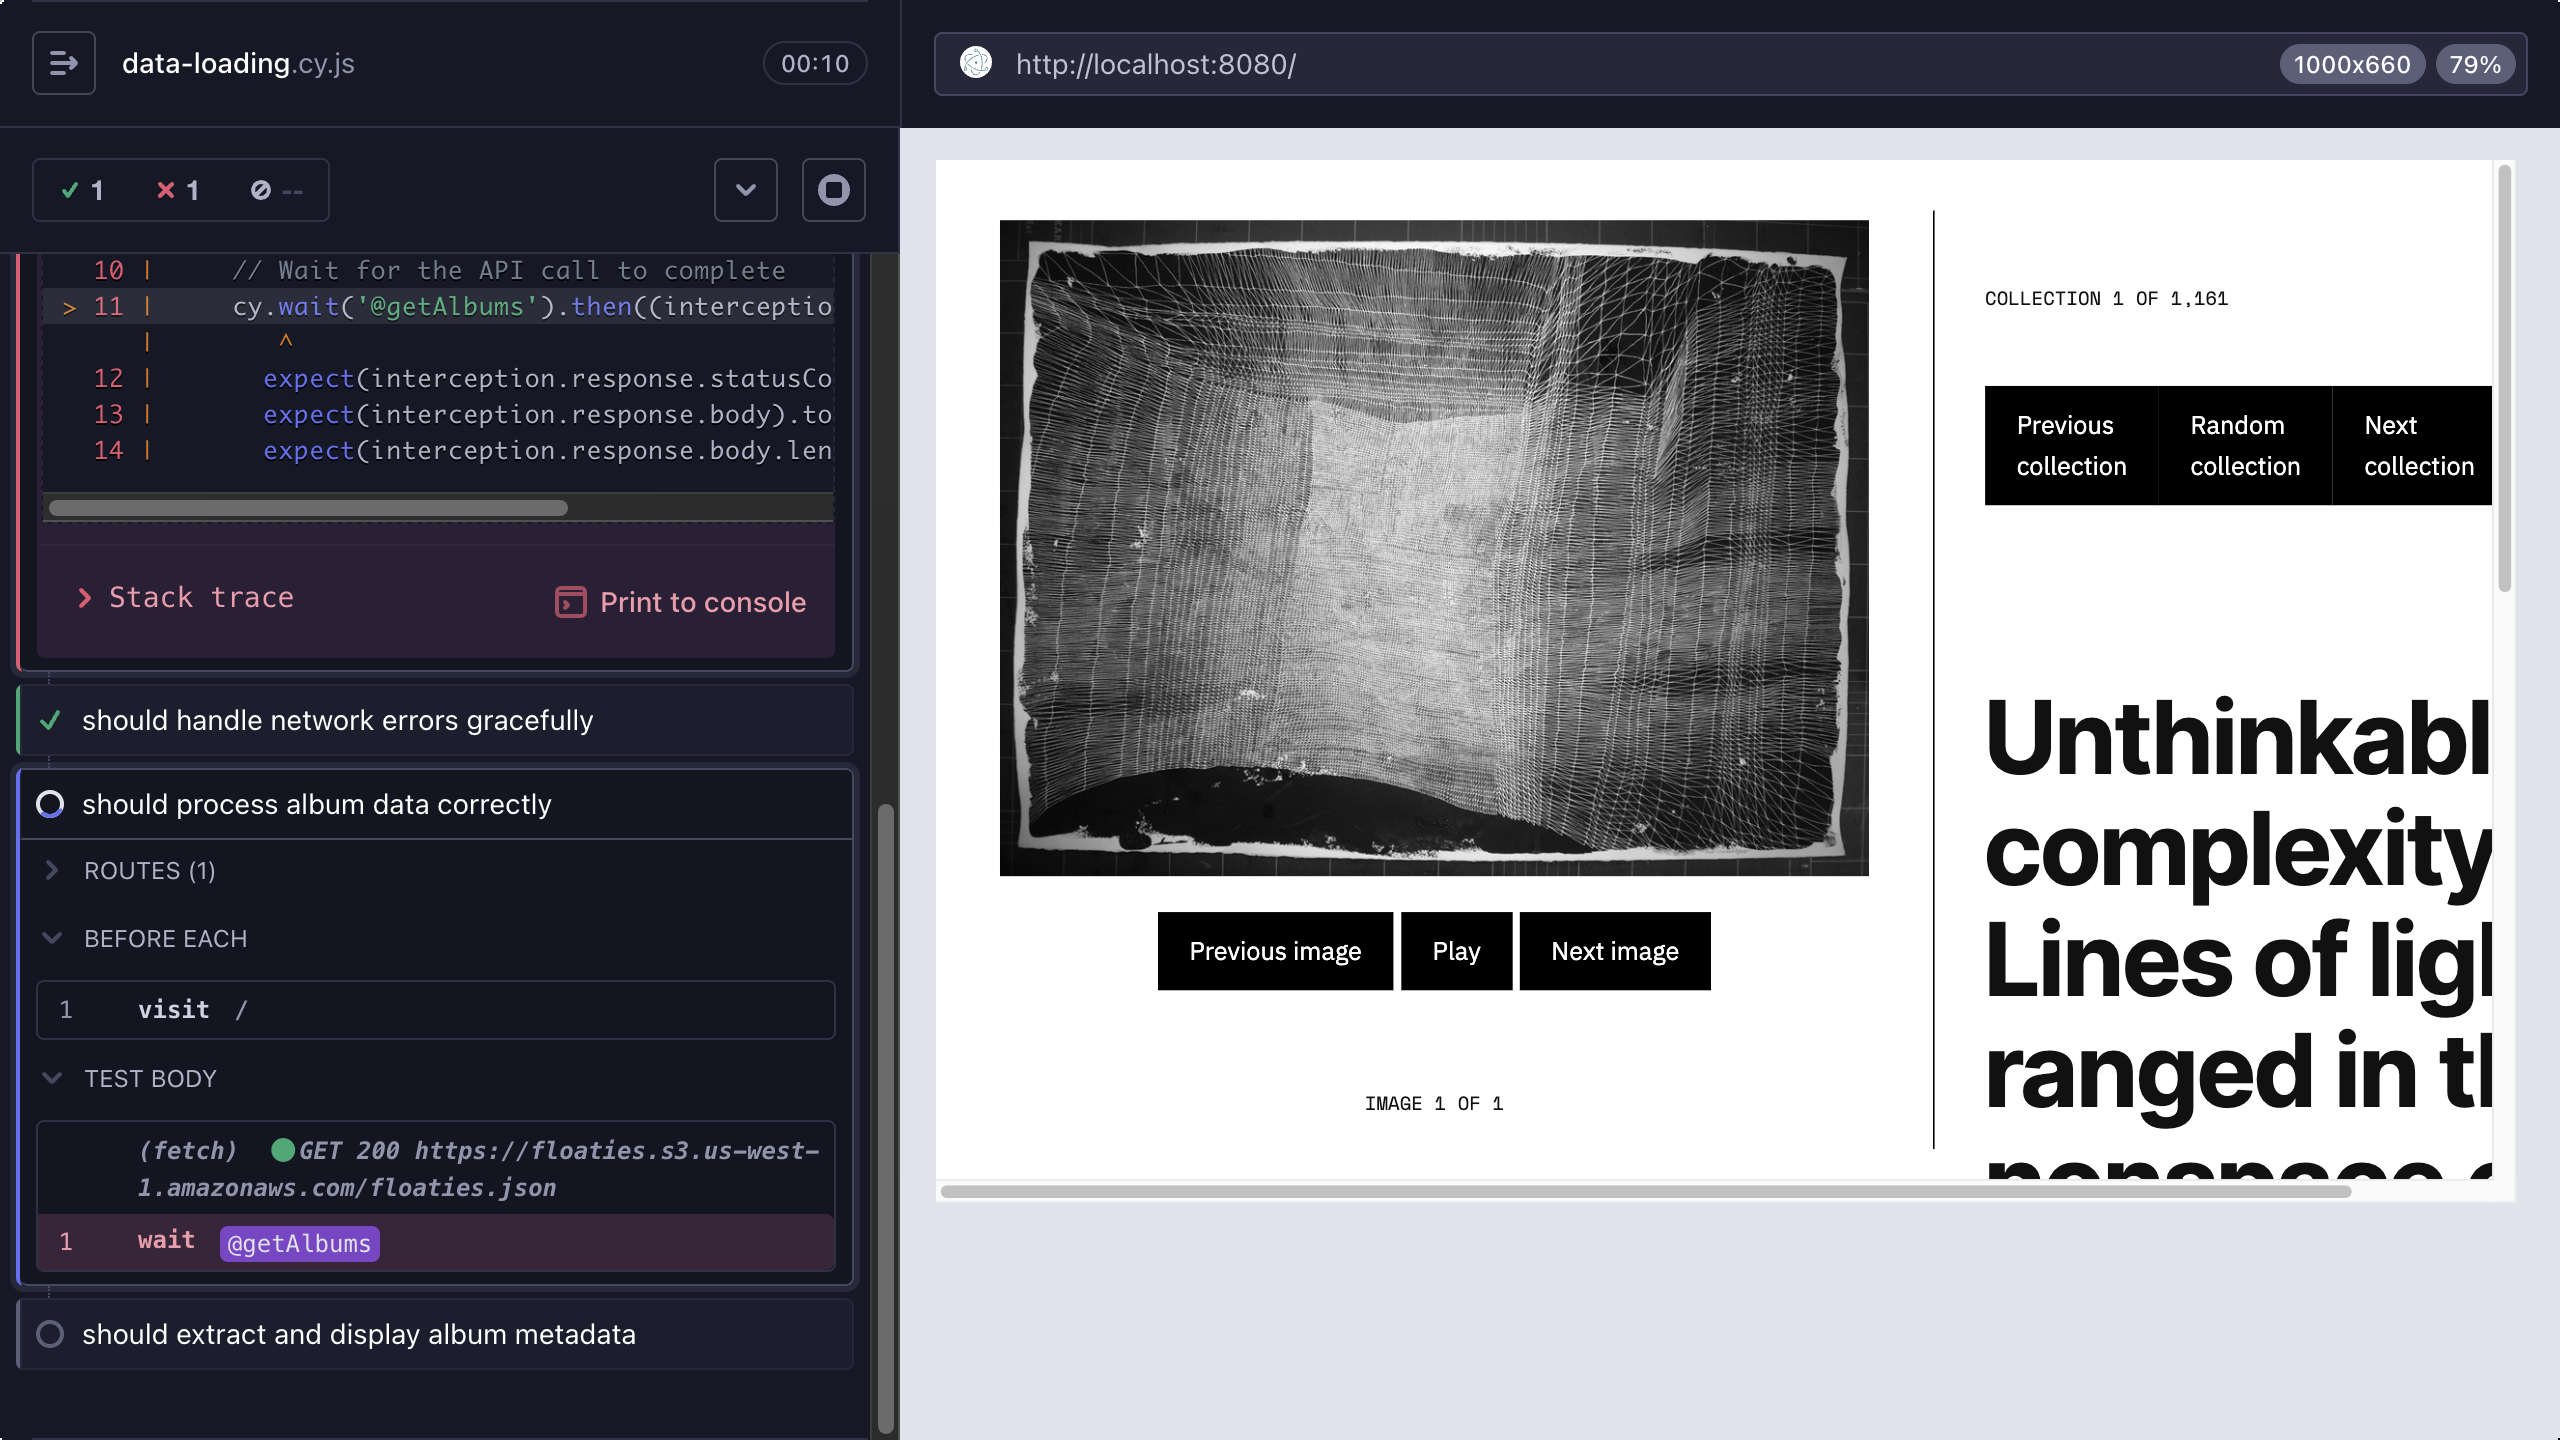 data-loading.cy.js
00:10
1 1 --
10 | // Wait for the API call to complete
> 11 | cy.wait('@getAlbums').then((interceptio
| ^
12 | expect(interception.response.statusCo
13 | expect(interception.response.body).to
14 | expect(interception.response.body.len
Stack trace
Print to console
should handle network errors gracefully
should process album data correctly
ROUTES (1)
BEFORE EACH
1 visit /
TEST BODY
(fetch) GET 200 https://floaties.s3.us-west-
1.amazonaws.com/floaties.json
1 wait @getAlbums
should extract and display album metadata
http://localhost:8080/
1000x660
79%
Previous image
Play
Next image
IMAGE 1 OF 1
COLLECTION 1 OF 1,161
Previous
collection
Random
collection
Next
collection
Unthinkabl
complexity
Lines of lig
ranged in t